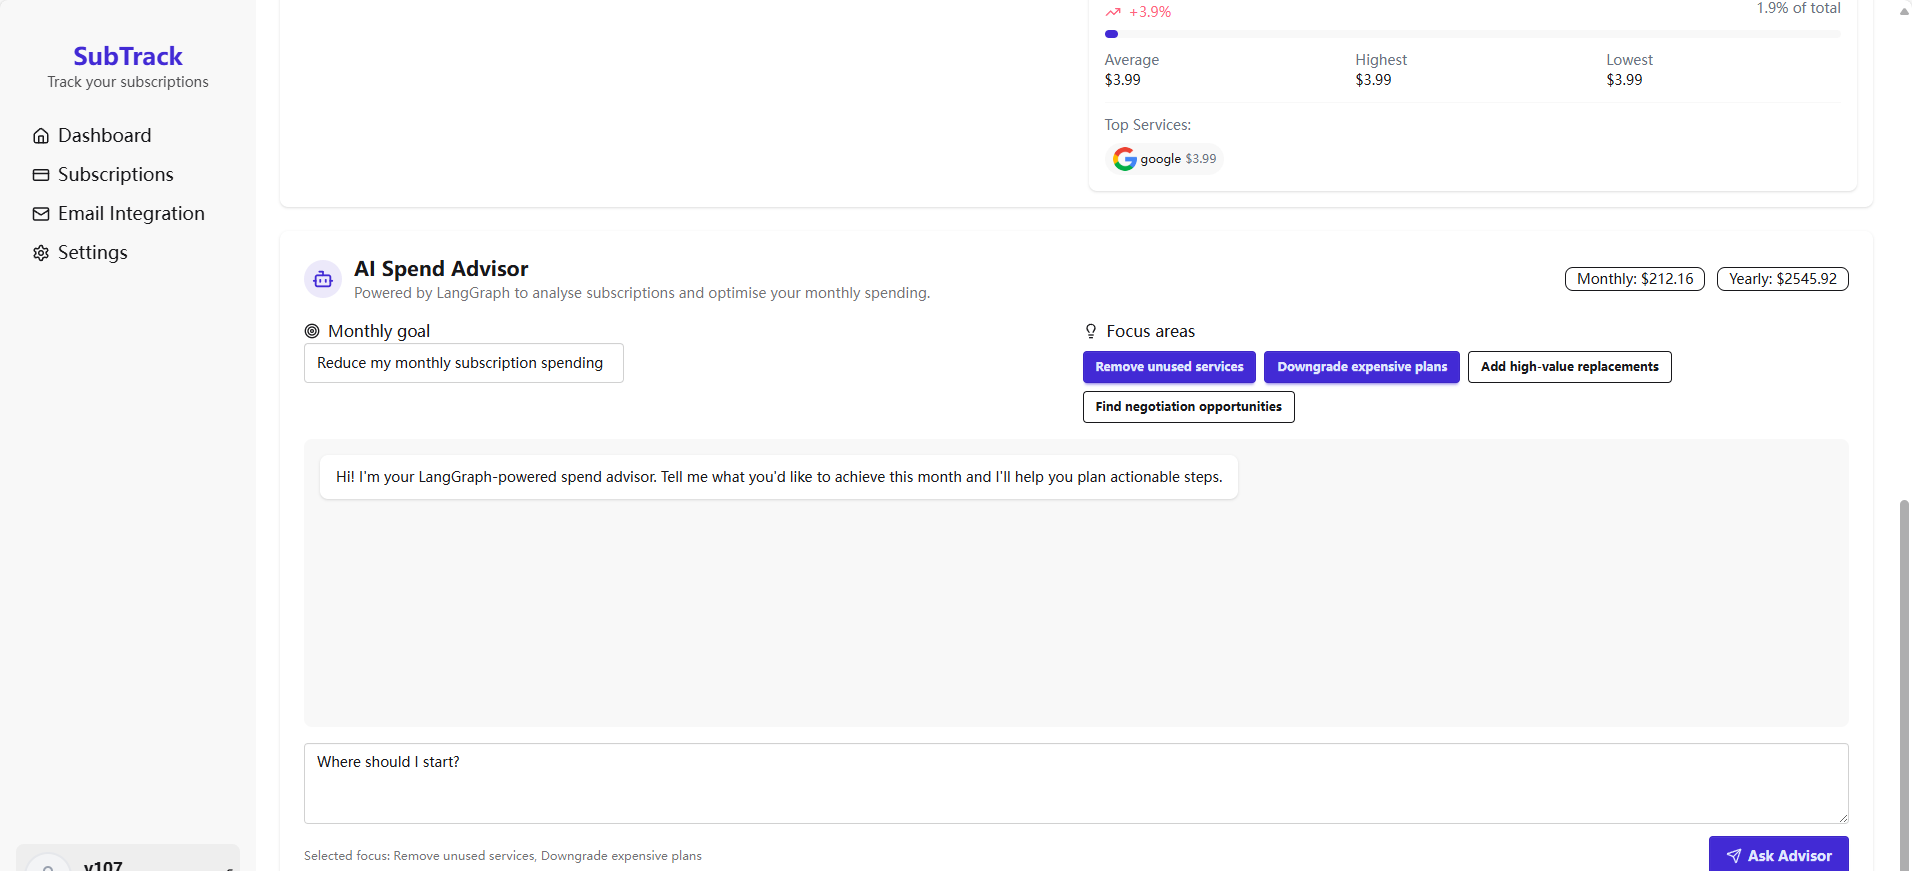 SubTrack
Track your subscriptions
Dashboard
Subscriptions
Email Integration
Settings
v107
+3.9%
1.9% of total
Average
$3.99
Highest
$3.99
Lowest
$3.99
Top Services:
google $3.99
AI Spend Advisor
Powered by LangGraph to analyse subscriptions and optimise your monthly spending.
Monthly: $212.16
Yearly: $2545.92
Monthly goal
Reduce my monthly subscription spending
Focus areas
Remove unused services
Downgrade expensive plans
Add high-value replacements
Find negotiation opportunities
Hi! I'm your LangGraph-powered spend advisor. Tell me what you'd like to achieve this month and I'll help you plan actionable steps.
Where should I start?
Selected focus: Remove unused services, Downgrade expensive plans
Ask Advisor